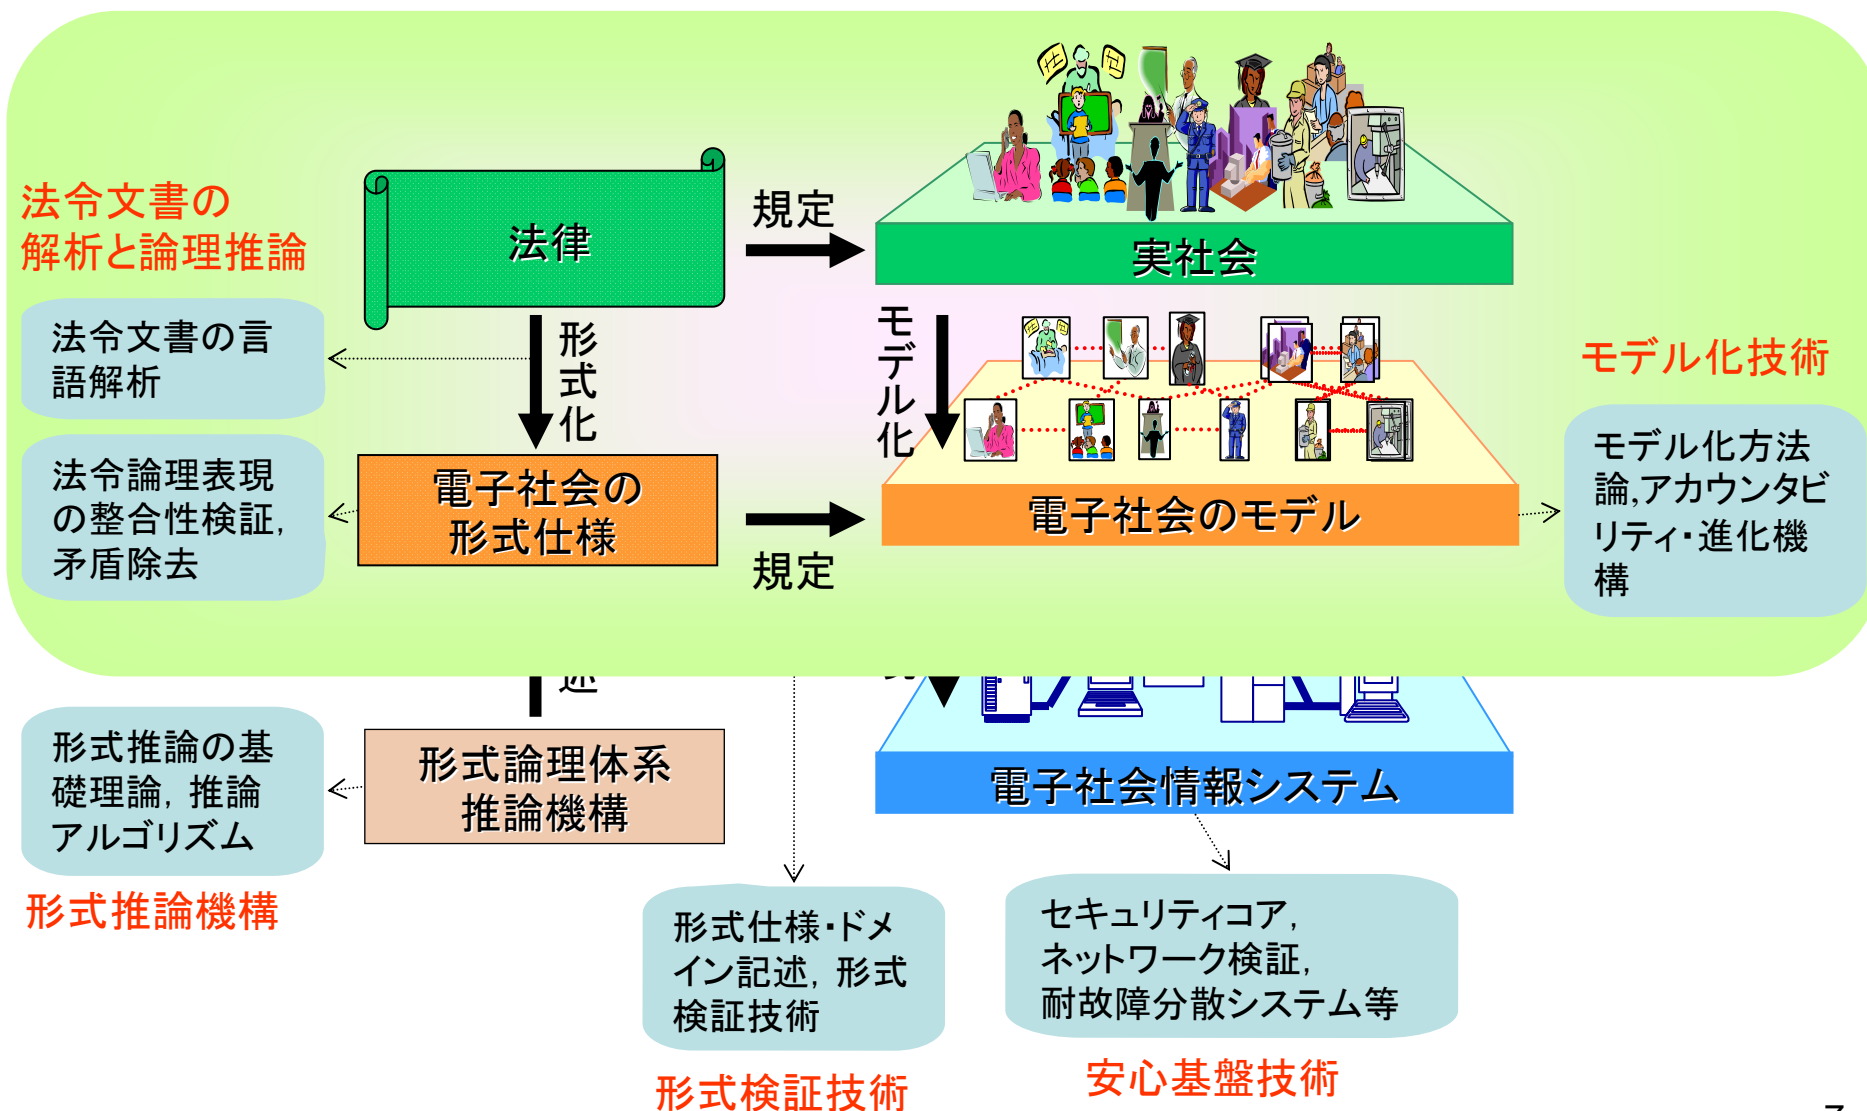 法令文書の
解析と論理推論
法律
規定
実社会
法令文書の言
語解析
形式化
モデル化
モデル化技術
法令論理表現
の整合性検証,
矛盾除去
電子社会の
形式仕様
規定
電子社会のモデル
モデル化方法
論,アカウンタビ
リティ・進化機
構
形式推論の基
礎理論, 推論
アルゴリズム
形式論理体系
推論機構
電子社会情報システム
形式推論機構
形式仕様・ドメ
イン記述, 形式
検証技術
セキュリティコア,
ネットワーク検証,
耐故障分散システム等
形式検証技術
安心基盤技術